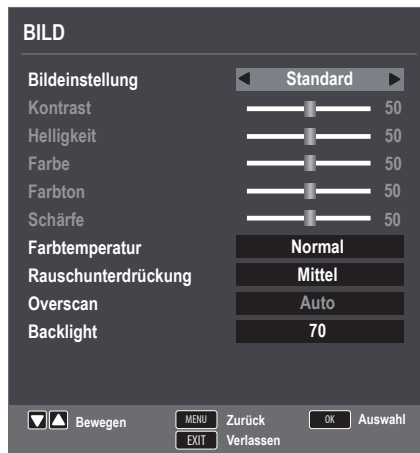 BILD
Bildeinstellung Standard
Kontrast 50
Helligkeit 50
Farbe 50
Farbton 50
Schärfe 50
Farbtemperatur Normal
Rauschunterdrückung Mittel
Overscan Auto
Backlight 70
Bewegen MENU Zurück OK Auswahl
EXIT Verlassen